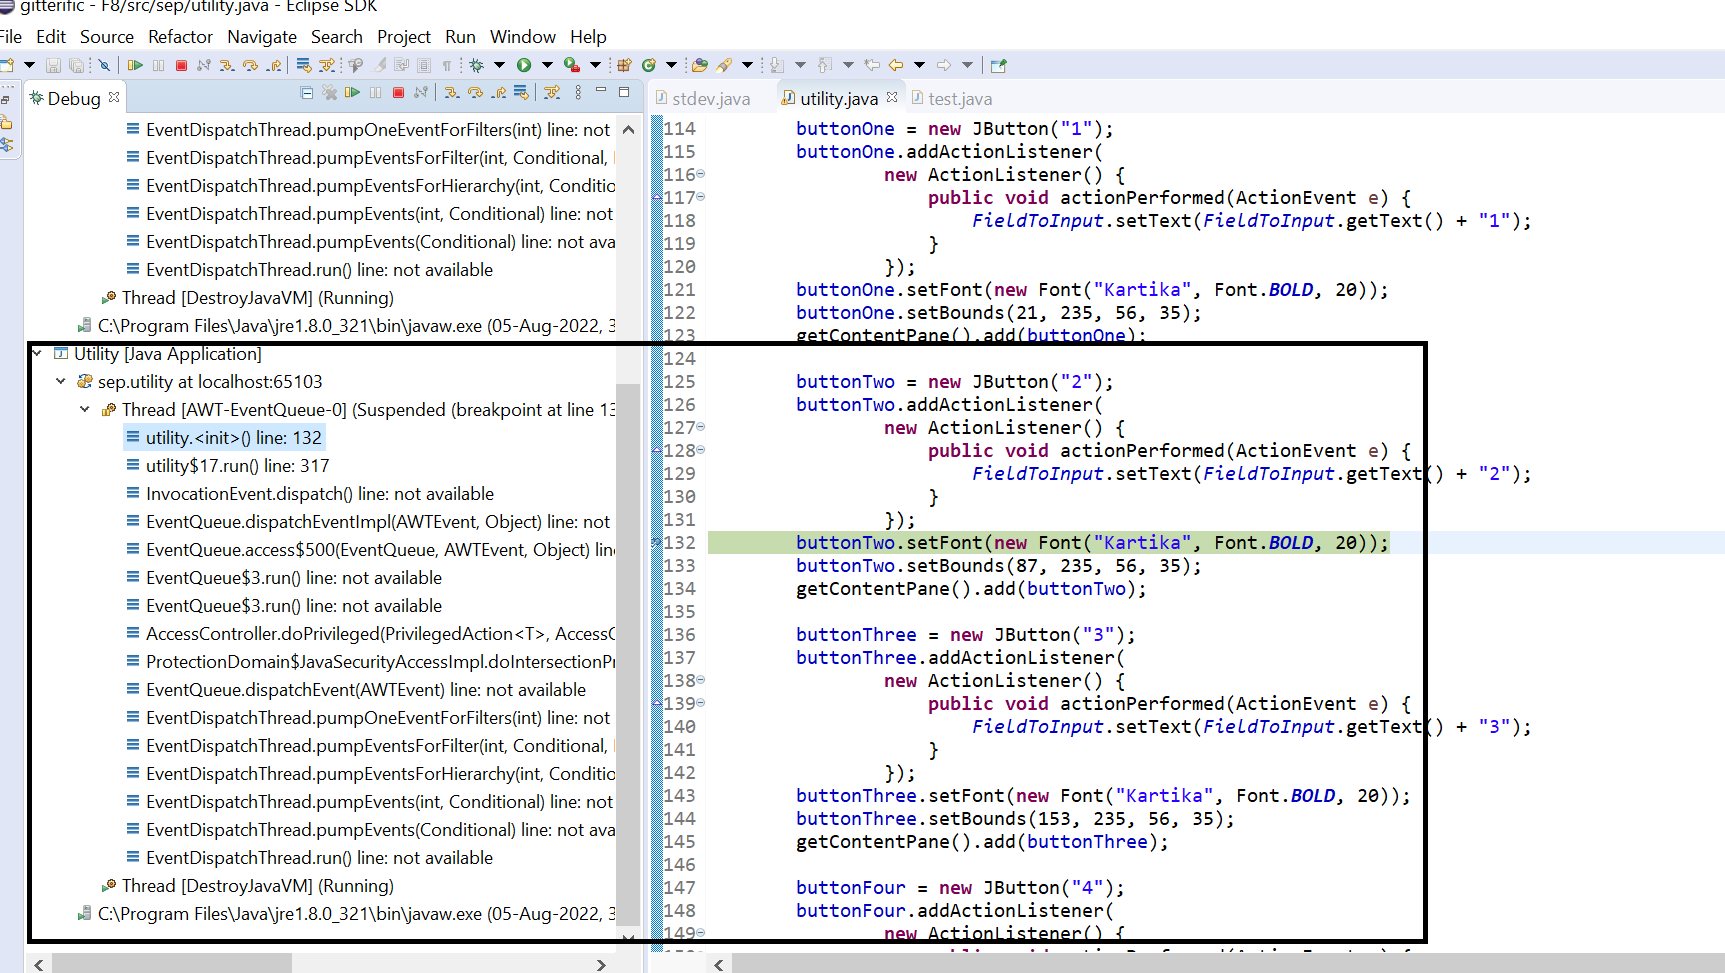 gitterific - F8/src/sep/utility.java - Eclipse SDK
File Edit Source Refactor Navigate Search Project Run Window Help
Debug
EventDispatchThread.pumpOneEventForFilters(int) line: not
EventDispatchThread.pumpEventsForFilter(int, Conditional,
EventDispatchThread.pumpEventsForHierarchy(int, Conditio
EventDispatchThread.pumpEvents(int, Conditional) line: not
EventDispatchThread.pumpEvents(Conditional) line: not ava
EventDispatchThread.run() line: not available
Thread [DestroyJavaVM] (Running)
C:\Program Files\Java\jre1.8.0_321\bin\javaw.exe (05-Aug-2022, 3
Utility [Java Application]
sep.utility at localhost:65103
Thread [AWT-EventQueue-0] (Suspended (breakpoint at line 13
utility.<init>() line: 132
utility$17.run() line: 317
InvocationEvent.dispatch() line: not available
EventQueue.dispatchEventImpl(AWTEvent, Object) line: not
EventQueue.access$500(EventQueue, AWTEvent, Object) line
EventQueue$3.run() line: not available
EventQueue$3.run() line: not available
AccessController.doPrivileged(PrivilegedAction<T>, AccessC
ProtectionDomain$JavaSecurityAccessImpl.doIntersectionPr
EventQueue.dispatchEvent(AWTEvent) line: not available
EventDispatchThread.pumpOneEventForFilters(int) line: not
EventDispatchThread.pumpEventsForFilter(int, Conditional,
EventDispatchThread.pumpEventsForHierarchy(int, Conditio
EventDispatchThread.pumpEvents(int, Conditional) line: not
EventDispatchThread.pumpEvents(Conditional) line: not ava
EventDispatchThread.run() line: not available
Thread [DestroyJavaVM] (Running)
C:\Program Files\Java\jre1.8.0_321\bin\javaw.exe (05-Aug-2022, 3
stdev.java utility.java test.java
114 buttonOne = new JButton("1");
115 buttonOne.addActionListener(
116 new ActionListener() {
117 public void actionPerformed(ActionEvent e) {
118 FieldToInput.setText(FieldToInput.getText() + "1");
119 }
120 });
121 buttonOne.setFont(new Font("Kartika", Font.BOLD, 20));
122 buttonOne.setBounds(21, 235, 56, 35);
123 getContentPane().add(buttonOne);
124
125 buttonTwo = new JButton("2");
126 buttonTwo.addActionListener(
127 new ActionListener() {
128 public void actionPerformed(ActionEvent e) {
129 FieldToInput.setText(FieldToInput.getText() + "2");
130 }
131 });
132 buttonTwo.setFont(new Font("Kartika", Font.BOLD, 20));
133 buttonTwo.setBounds(87, 235, 56, 35);
134 getContentPane().add(buttonTwo);
135
136 buttonThree = new JButton("3");
137 buttonThree.addActionListener(
138 new ActionListener() {
139 public void actionPerformed(ActionEvent e) {
140 FieldToInput.setText(FieldToInput.getText() + "3");
141 }
142 });
143 buttonThree.setFont(new Font("Kartika", Font.BOLD, 20));
144 buttonThree.setBounds(153, 235, 56, 35);
145 getContentPane().add(buttonThree);
146
147 buttonFour = new JButton("4");
148 buttonFour.addActionListener(
149 new ActionListener() {